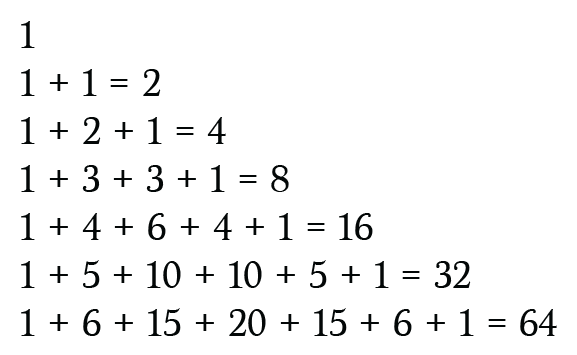 1
1 + 1 = 2
1 + 2 + 1 = 4
1 + 3 + 3 + 1 = 8
1 + 4 + 6 + 4 + 1 = 16
1 + 5 + 10 + 10 + 5 + 1 = 32
1 + 6 + 15 + 20 + 15 + 6 + 1 = 64